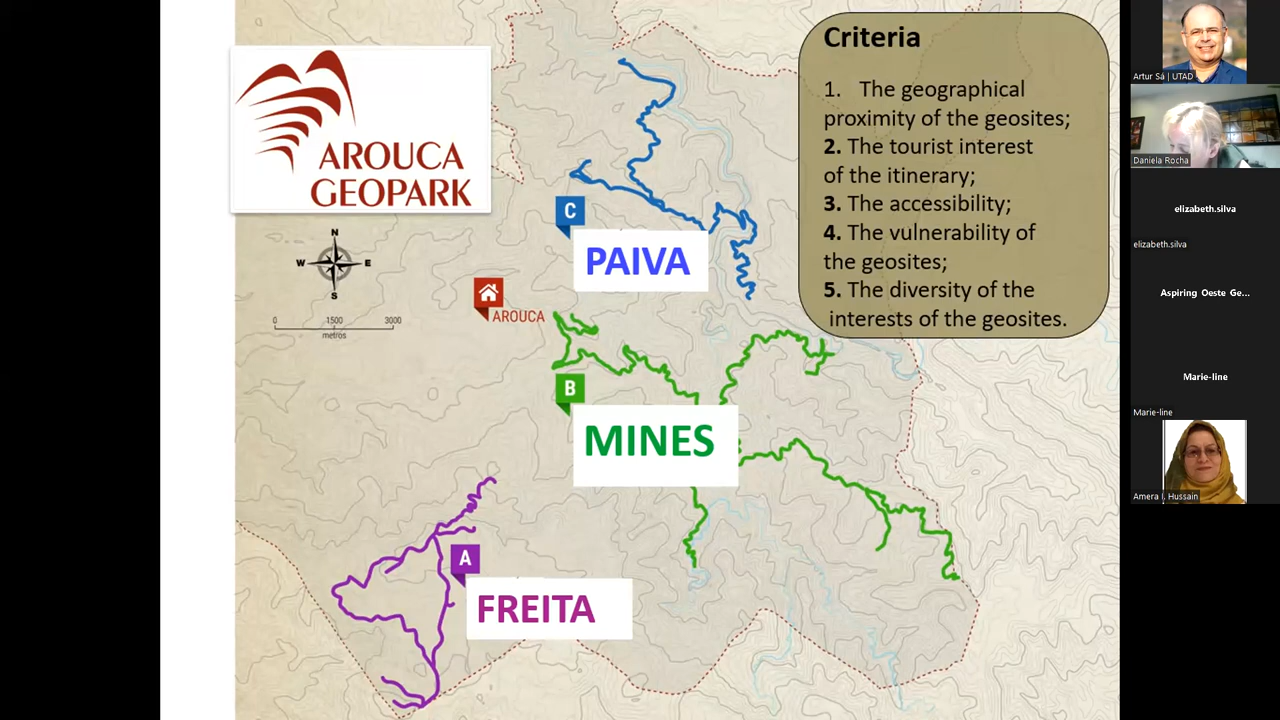 AROUCA
GEOPARK
N
W
E
S
0
1500
3000
metros
C
PAIVA
AROUCA
B
MINES
A
FREITA
Criteria
1. The geographical
proximity of the geosites;
2. The tourist interest
of the itinerary;
3. The accessibility;
4. The vulnerability of
the geosites;
5. The diversity of the
interests of the geosites.
Artur Sá | UTAD
Daniela Rocha
elizabeth.silva
elizabeth.silva
Aspiring Oeste Ge...
Marie-line
Marie-line
Amera I. Hussain